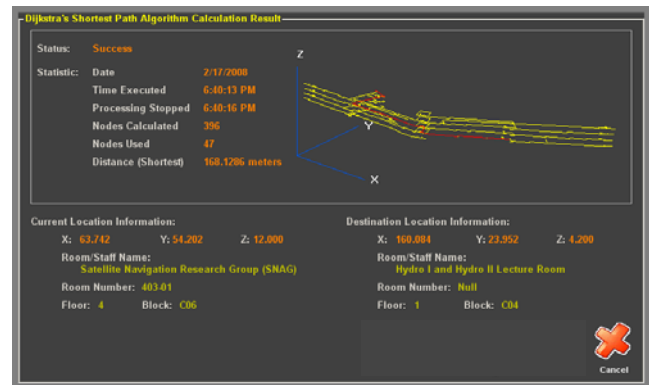 Dijkstra's Shortest Path Algorithm Calculation Result
Status: Success
Statistic: Date 2/17/2008
Time Executed 6:40:13 PM
Processing Stopped 6:40:16 PM
Nodes Calculated 396
Nodes Used 47
Distance (Shortest) 168.1286 meters
Z
Y
X
Current Location Information:
X: 63.742 Y: 54.202 Z: 12.000
Room/Staff Name:
Satellite Navigation Research Group (SNAG)
Room Number: 403-01
Floor: 4 Block: C06
Destination Location Information:
X: 160.084 Y: 23.952 Z: 4.200
Room/Staff Name:
Hydro I and Hydro II Lecture Room
Room Number: Null
Floor: 1 Block: C04
Cancel